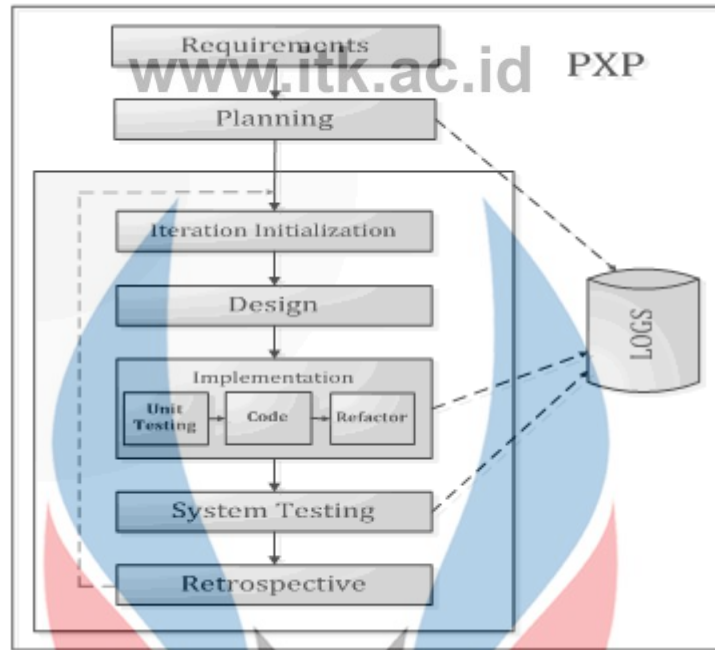 Requirements
www.itk.ac.id
PXP
Planning
Iteration Initialization
Design
Implementation
Unit
Testing
Code
Refactor
LOGS
System Testing
Retrospective